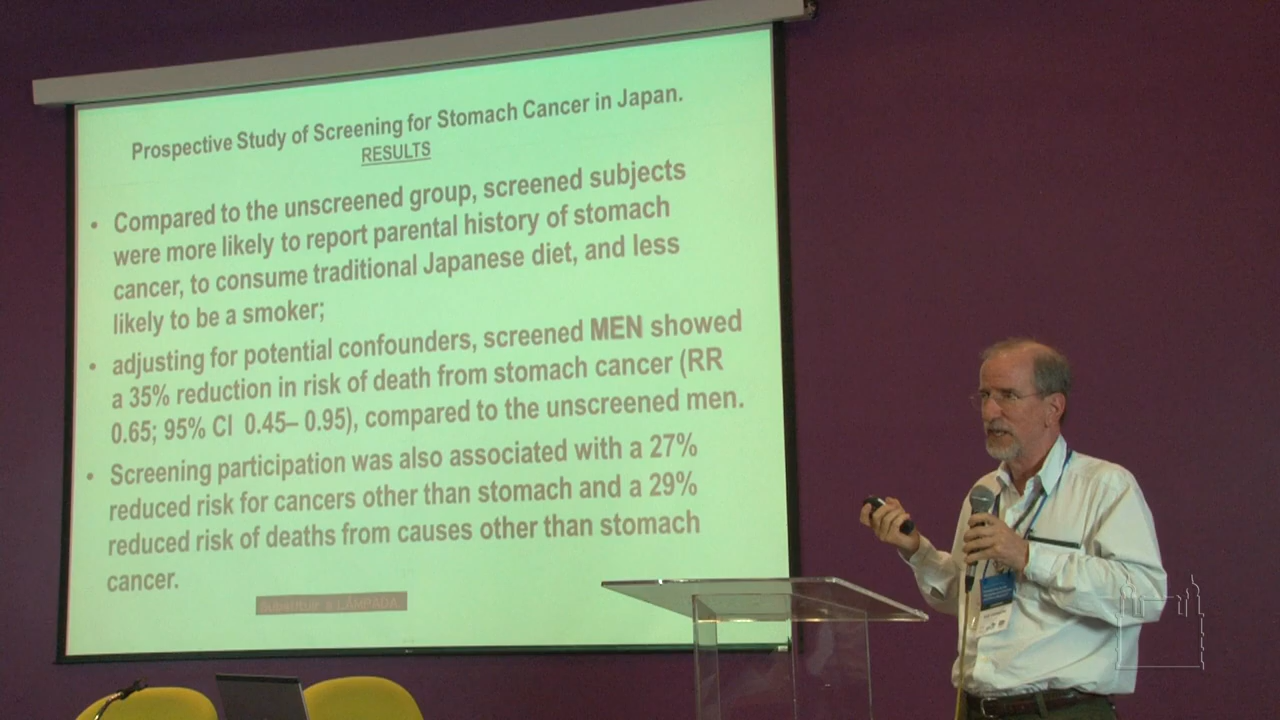 Prospective Study of Screening for Stomach Cancer in Japan.
RESULTS
• Compared to the unscreened group, screened subjects
were more likely to report parental history of stomach
cancer, to consume traditional Japanese diet, and less
likely to be a smoker;
• adjusting for potential confounders, screened MEN showed
a 35% reduction in risk of death from stomach cancer (RR
0.65; 95% CI 0.45– 0.95), compared to the unscreened men.
• Screening participation was also associated with a 27%
reduced risk for cancers other than stomach and a 29%
reduced risk of deaths from causes other than stomach
cancer.
Substituir a LÂMPADA.